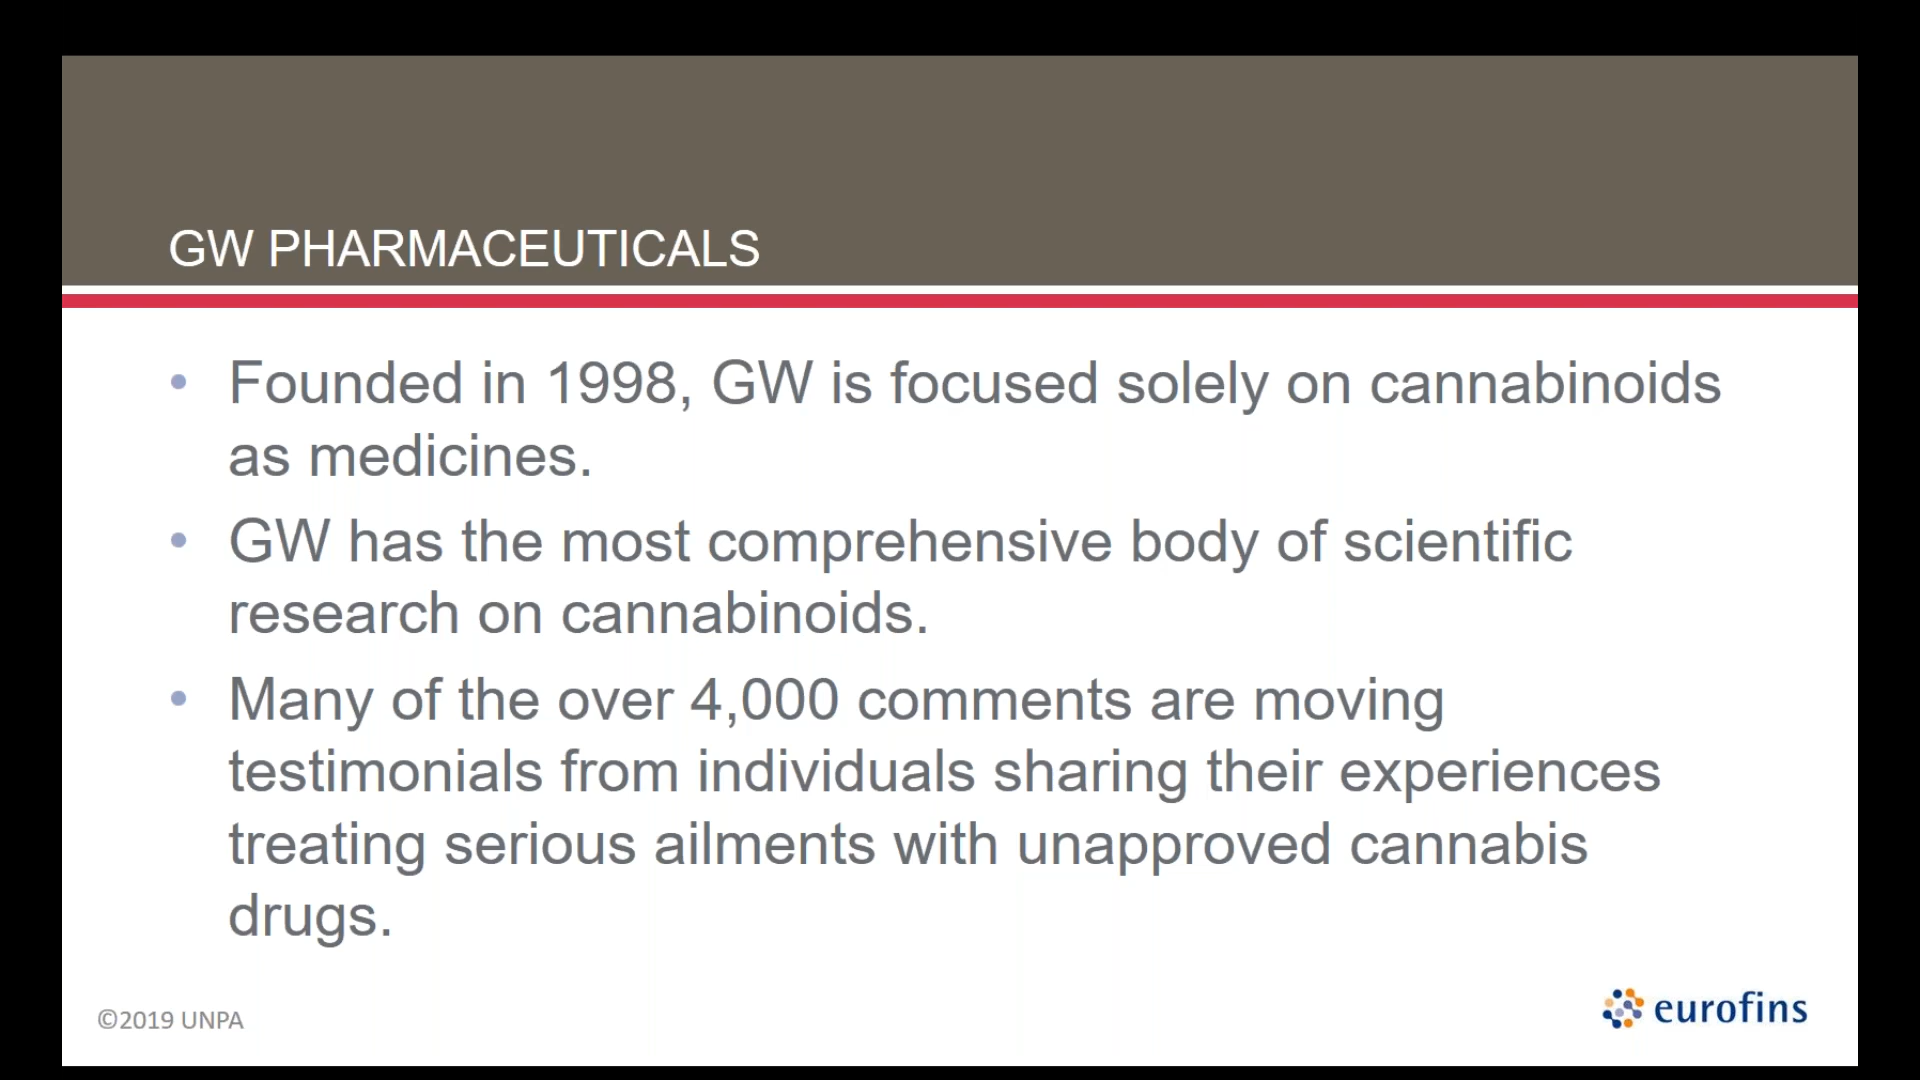 GW PHARMACEUTICALS
• Founded in 1998, GW is focused solely on cannabinoids
as medicines.
• GW has the most comprehensive body of scientific
research on cannabinoids.
• Many of the over 4,000 comments are moving
testimonials from individuals sharing their experiences
treating serious ailments with unapproved cannabis
drugs.
©2019 UNPA
eurofins